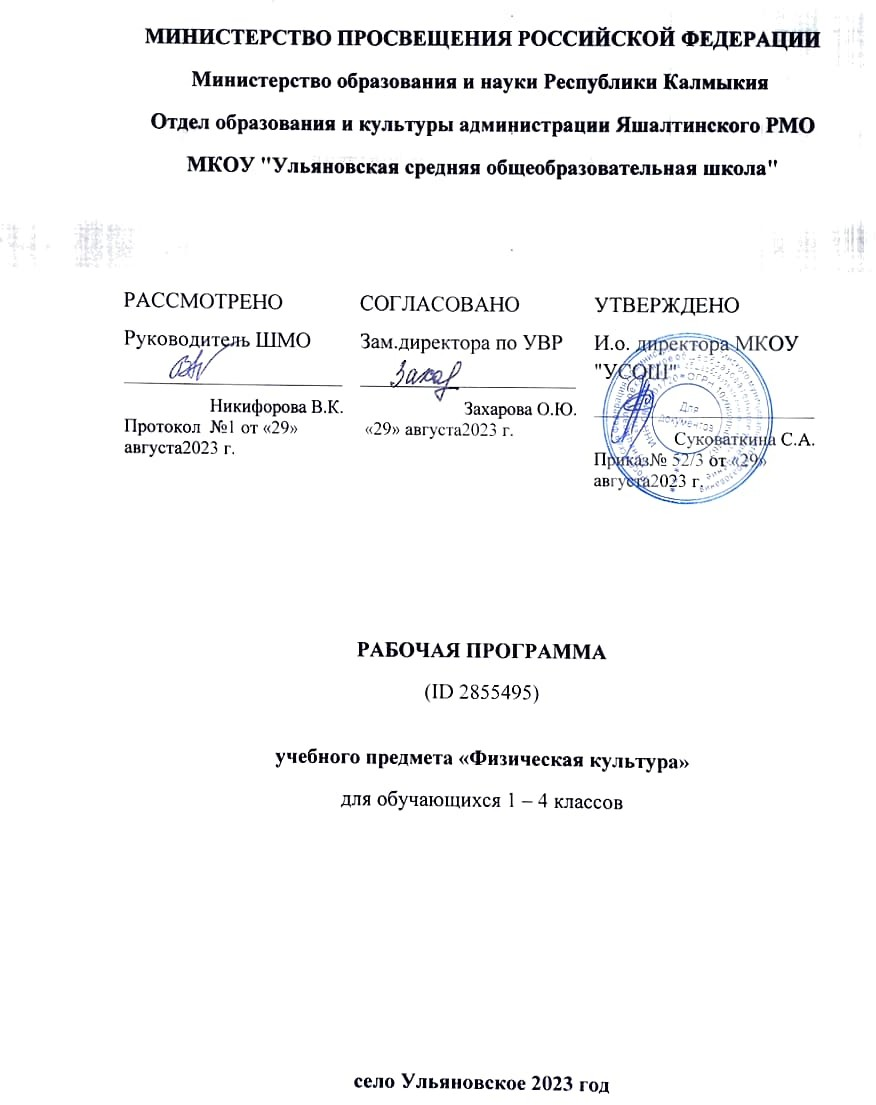 МИНИСТЕРСТВО ПРОСВЕЩЕНИЯ РОССИЙСКОЙ ФЕДЕРАЦИИ
Министерство образования и науки Республики Калмыкия
Отдел образования и культуры администрации Яшалтинского РМО
МКОУ "Ульяновская средняя общеобразовательная школа"
РАССМОТРЕНО
Руководитель ШМО
Никифорова В.К.
Протокол №1 от «29»
августа2023 г.
СОГЛАСОВАНО
Зам.директора по УВР
Захар
Захарова О.Ю.
«29» августа2023 г.
УТВЕРЖДЕНО
И.о. директора МКОУ
"УСОШ"
Для
документов
Суковаткина С.А.
Приказ№ 52/3 от «29»
августа2023 г.
РАБОЧАЯ ПРОГРАММА
(ID 2855495)
учебного предмета «Физическая культура»
для обучающихся 1 – 4 классов
село Ульяновское 2023 год